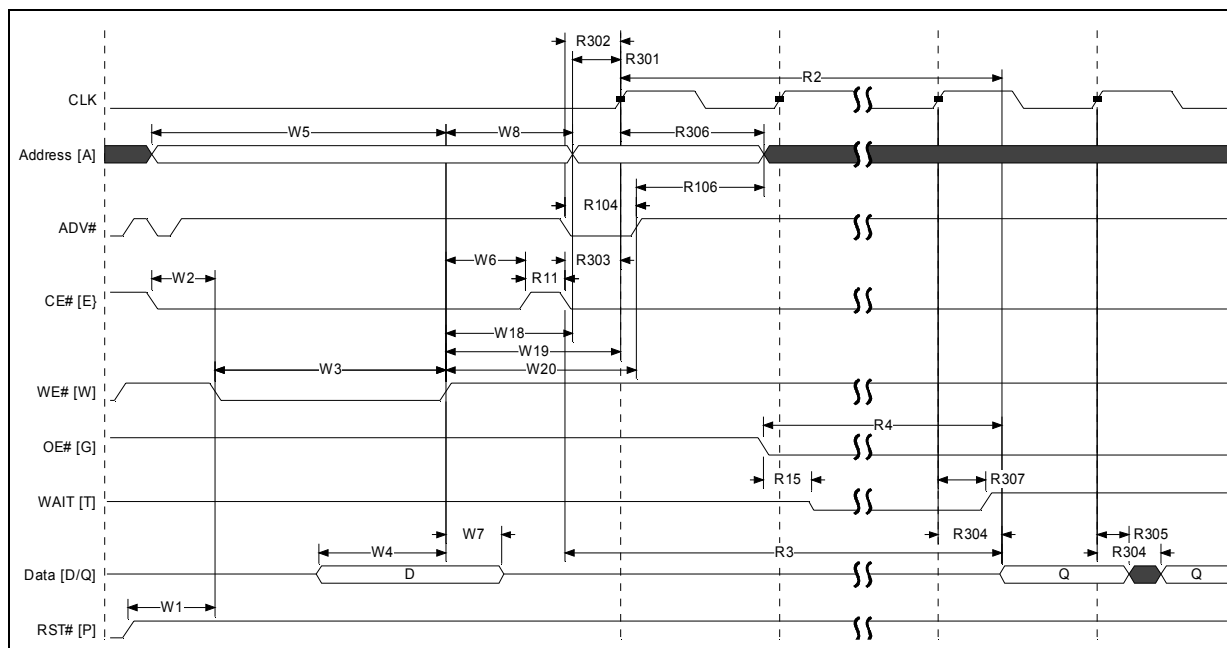 R302
R301
R2
CLK
W5 W8 R306
Address [A]
R106
R104
ADV#
W6 R303
W2 R11
CE# [E}
W18
W19
W3 W20
WE# [W]
R4
OE# [G]
R15 R307
WAIT [T]
W7 R304 R305
W4 R3 R304
Data [D/Q] D Q Q
W1
RST# [P]